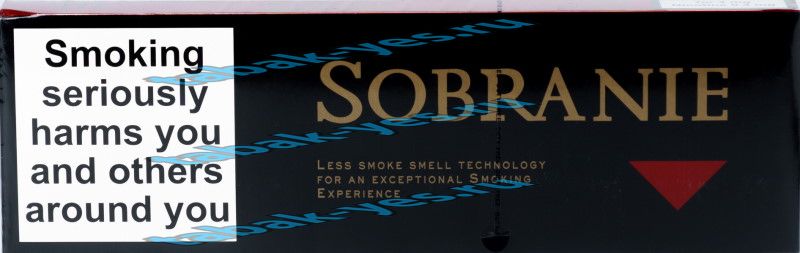 Smoking
seriously
harms you
and others
around you
SOBRANIE
LESS SMOKE SMELL TECHNOLOGY
FOR AN EXCEPTIONAL SMOKING
EXPERIENCE
tabak-yes.ru
tabak-yes.ru
tabak-yes.ru